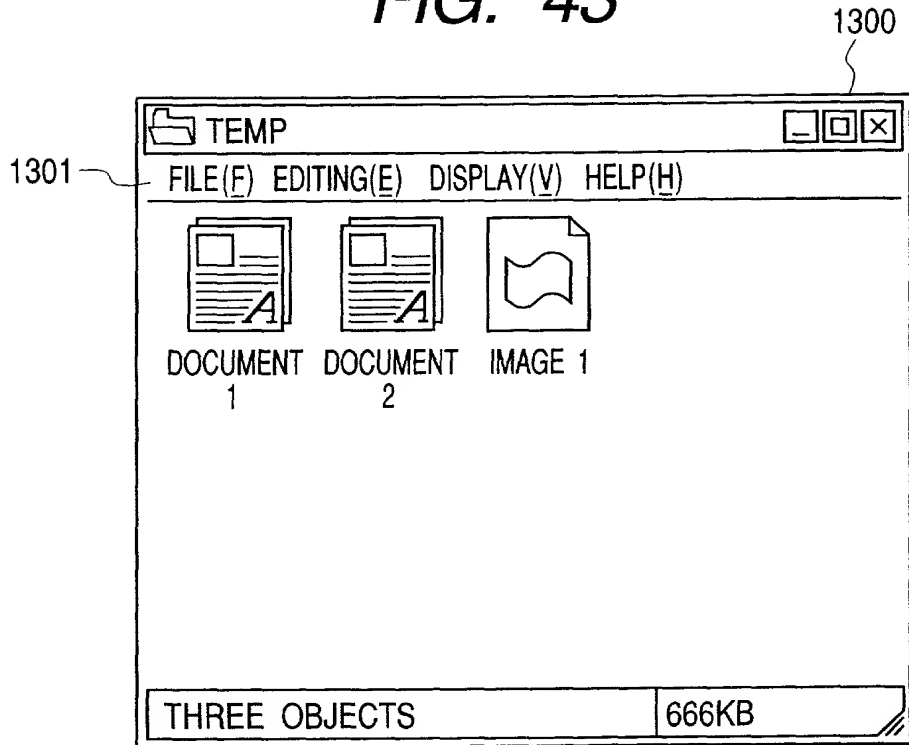 FIG. 43
1300
TEMP
1301
FILE(F) EDITING(E) DISPLAY(V) HELP(H)
DOCUMENT 1
DOCUMENT 2
IMAGE 1
THREE OBJECTS 666KB